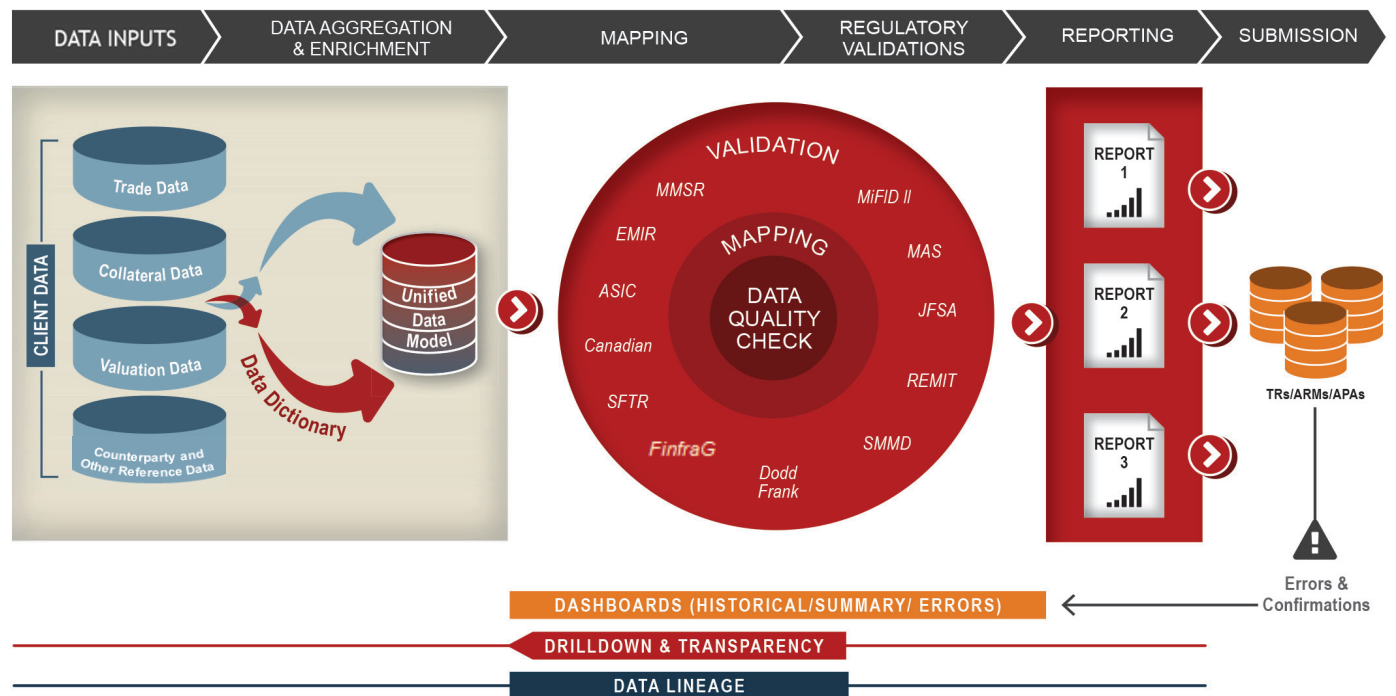 DATA INPUTS
DATA AGGREGATION
& ENRICHMENT
MAPPING
REGULATORY
VALIDATIONS
REPORTING
SUBMISSION
CLIENT DATA
Trade Data
Collateral Data
Valuation Data
Counterparty and
Other Reference Data
Data Dictionary
Unified
Data
Model
VALIDATION
MMSR
MiFID II
EMIR
MAS
ASIC
JFSA
Canadian
REMIT
SFTR
SMMD
FinfraG
Dodd
Frank
MAPPING
DATA
QUALITY
CHECK
REPORT
1
REPORT
2
REPORT
3
TRs/ARMs/APAs
Errors &
Confirmations
DASHBOARDS (HISTORICAL/SUMMARY/ ERRORS)
DRILLDOWN & TRANSPARENCY
DATA LINEAGE